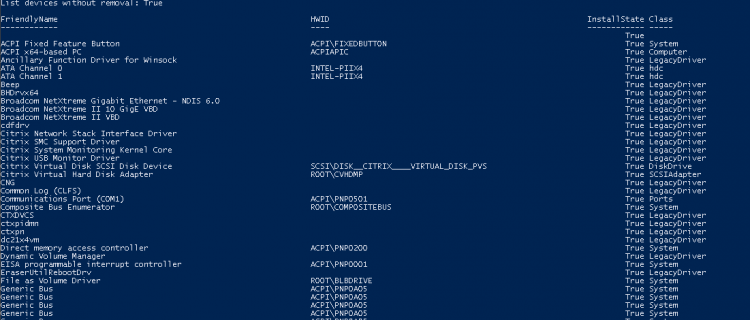 List devices without removal: True
FriendlyName HWID InstallState Class
------------ ---- ------------ -----
True
ACPI Fixed Feature Button ACPI\FIXEDBUTTON True System
ACPI x64-based PC ACPIAPIC True Computer
Ancillary Function Driver for Winsock True LegacyDriver
ATA Channel 0 INTEL-PIIX4 True hdc
ATA Channel 1 INTEL-PIIX4 True hdc
Beep True LegacyDriver
BHDrvx64 True LegacyDriver
Broadcom NetXtreme Gigabit Ethernet - NDIS 6.0 True LegacyDriver
Broadcom NetXtreme II 10 GigE VBD True LegacyDriver
Broadcom NetXtreme II VBD True LegacyDriver
cdfdrv True LegacyDriver
Citrix Network Stack Interface Driver True LegacyDriver
Citrix SMC Support Driver True LegacyDriver
Citrix System Monitoring Kernel Core True LegacyDriver
Citrix USB Monitor Driver True LegacyDriver
Citrix Virtual Disk SCSI Disk Device SCSI\DISK__CITRIX____VIRTUAL_DISK_PVS True DiskDrive
Citrix Virtual Hard Disk Adapter ROOT\CVHDMP True SCSIAdapter
CNG True LegacyDriver
Common Log (CLFS) True LegacyDriver
Communications Port (COM1) ACPI\PNP0501 True Ports
Composite Bus Enumerator ROOT\COMPOSITEBUS True System
CTXDVCS True LegacyDriver
ctxpidmn True LegacyDriver
ctxpn True LegacyDriver
dc21x4vm True LegacyDriver
Direct memory access controller ACPI\PNP0200 True System
Dynamic Volume Manager True LegacyDriver
EISA programmable interrupt controller ACPI\PNP0001 True System
EraserUtilRebootDrv True LegacyDriver
File as Volume Driver ROOT\BLBDRIVE True System
Generic Bus ACPI\PNP0A05 True System
Generic Bus ACPI\PNP0A05 True System
Generic Bus ACPI\PNP0A05 True System
Generic Bus ACPI\PNP0A05 True System